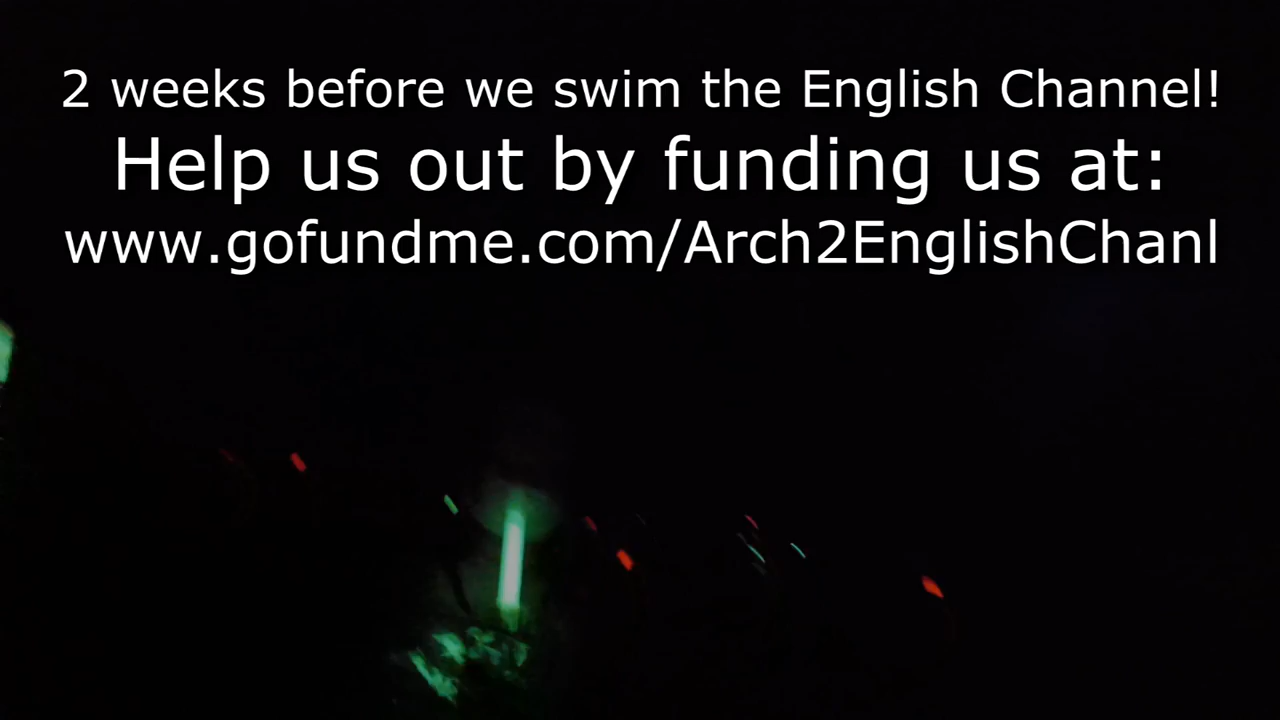 2 weeks before we swim the English Channel!
Help us out by funding us at:
www.gofundme.com/Arch2EnglishChanl